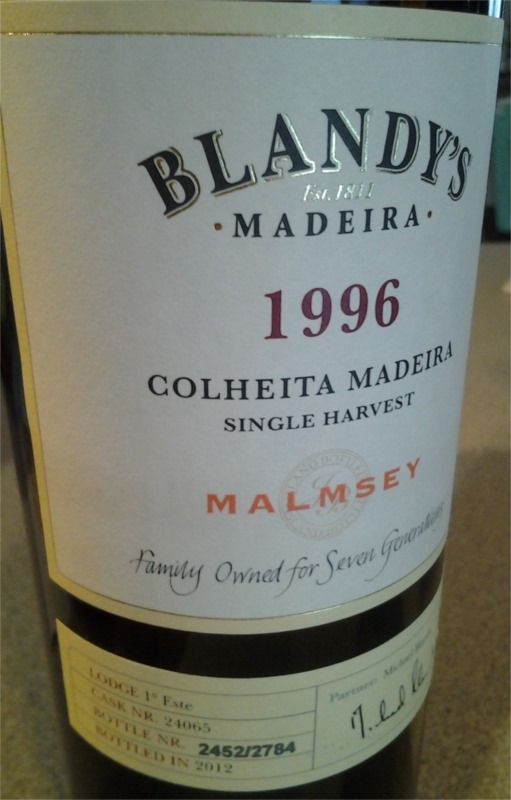 BLANDY'S
Est. 1811
·MADEIRA·
1996
COLHEITA MADEIRA
SINGLE HARVEST
MALMSEY
Family Owned for Seven Generations
LODGE 1º Este
CASK NR. 24065
BOTTLE NR. 2452/2784
BOTTLED IN 2012
Partner: Michael